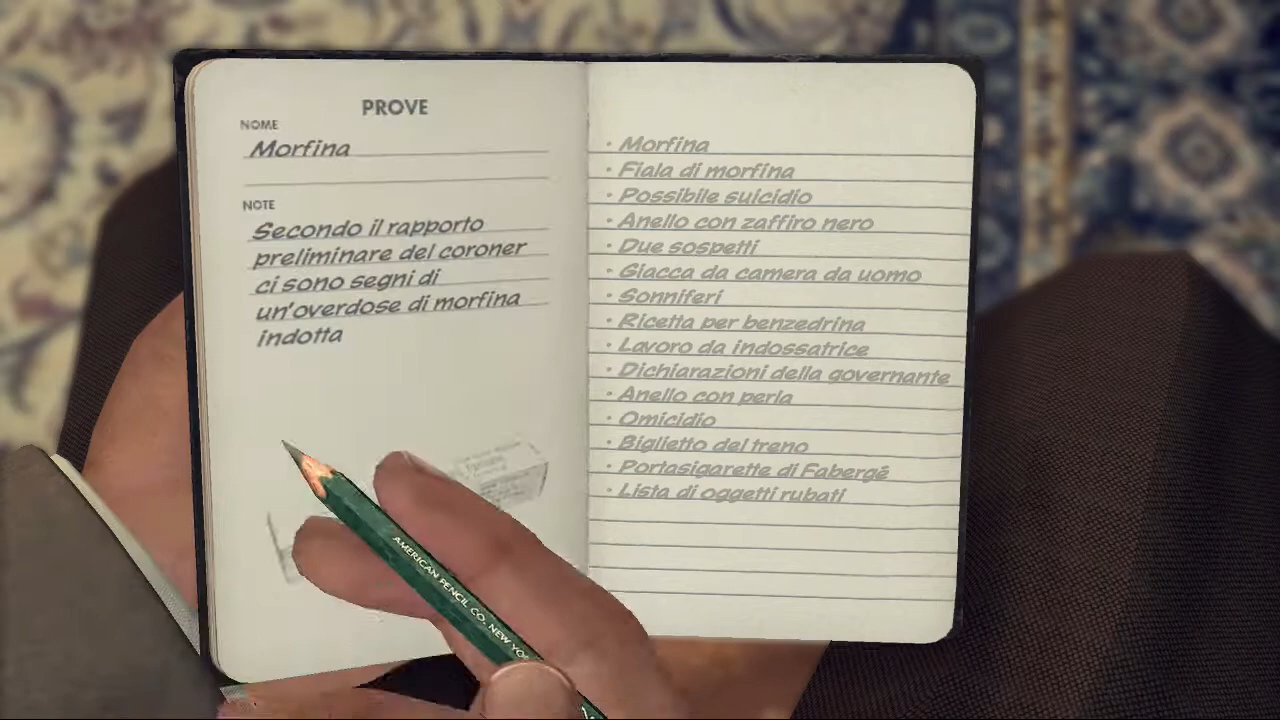 PROVE
NOME
Morfina
NOTE
Secondo il rapporto
preliminare del coroner
ci sono segni di
un'overdose di morfina
indotta
• Morfina
• Fiala di morfina
• Possibile suicidio
• Anello con zaffiro nero
• Due sospetti
• Giacca da camera da uomo
• Sonniferi
• Ricetta per benzedrina
• Lavoro da indossatrice
• Dichiarazioni della governante
• Anello con perla
• Omicidio
• Biglietto del treno
• Portasigarette di Fabergé
• Lista di oggetti rubati
AMERICAN PENCIL CO. NEW YO